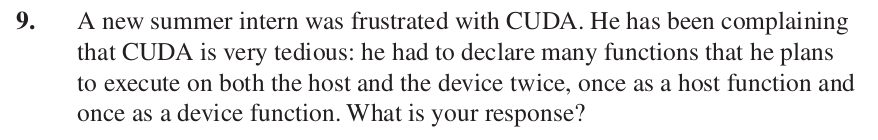 9. A new summer intern was frustrated with CUDA. He has been complaining
that CUDA is very tedious: he had to declare many functions that he plans
to execute on both the host and the device twice, once as a host function and
once as a device function. What is your response?